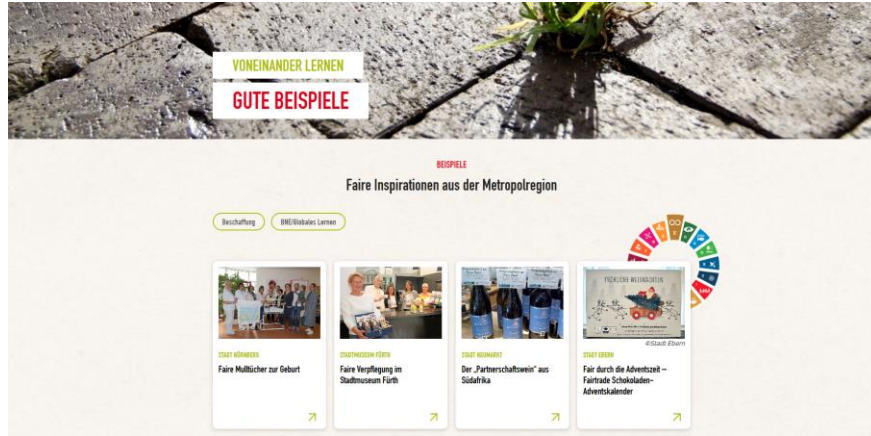 VONEINANDER LERNEN
GUTE BEISPIELE
BEISPIELE
Faire Inspirationen aus der Metropolregion
Beschaffung
BNE/Globales Lernen
FRÖHLICHE WEIHNACHTEN
©Stadt Ebern
STADT NÜRNBERG
Faire Mulltücher zur Geburt
STADTMUSEUM FÜRTH
Faire Verpflegung im
Stadtmuseum Fürth
STADT NEUMARKT
Der „Partnerschaftswein" aus
Südafrika
STADT EBERN
Fair durch die Adventszeit –
Fairtrade Schokoladen-
Adventskalender